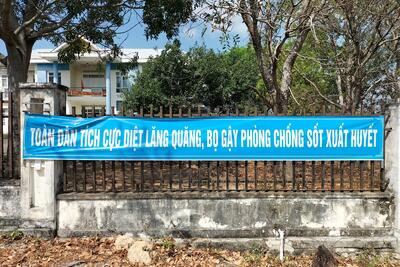 TOÀN DÂN TÍCH CỰC DIỆT LĂNG QUĂNG, BỌ GẬY PHÒNG CHỐNG SỐT XUẤT HUYẾT